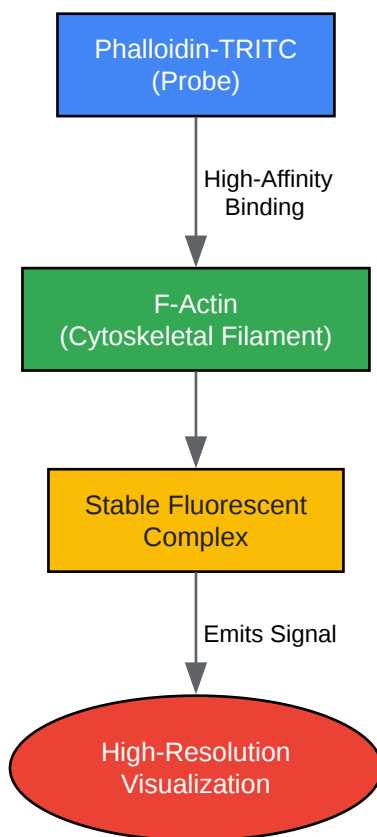 Phalloidin-TRITC
(Probe)
High-Affinity
Binding
F-Actin
(Cytoskeletal Filament)
Stable Fluorescent
Complex
Emits Signal
High-Resolution
Visualization